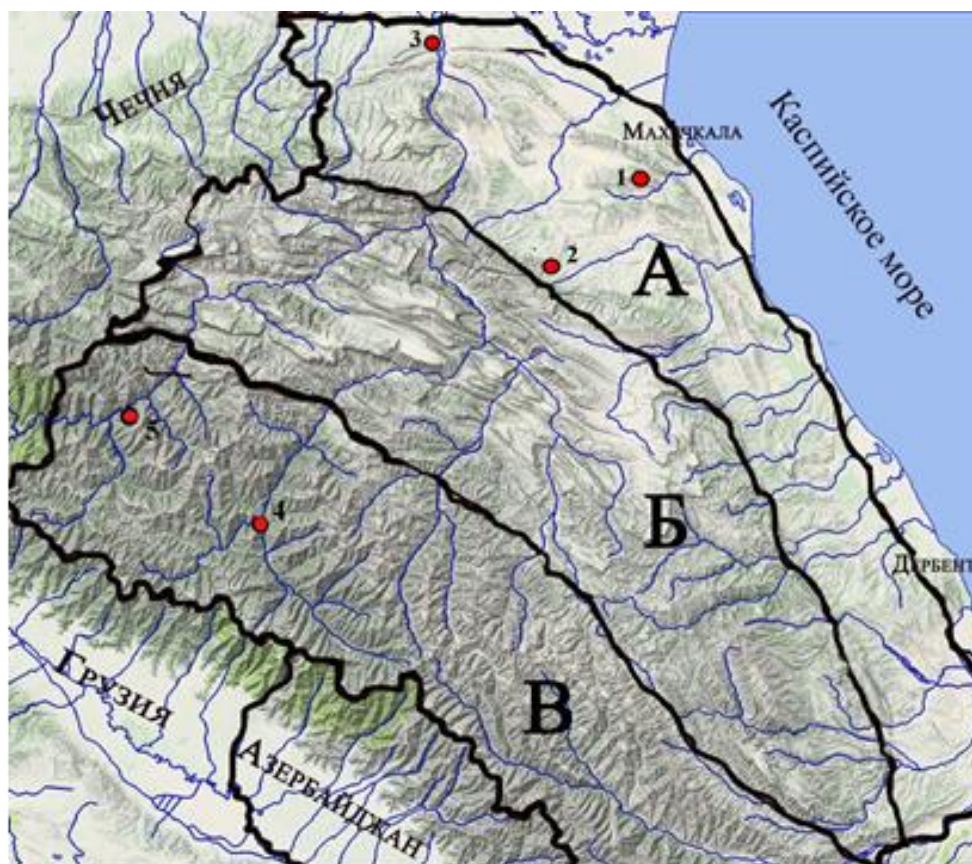 3
Чечня
Махачкала
1
Каспийское море
2
А
5
4
Б
Дербент
В
Грузия
Азербайджан